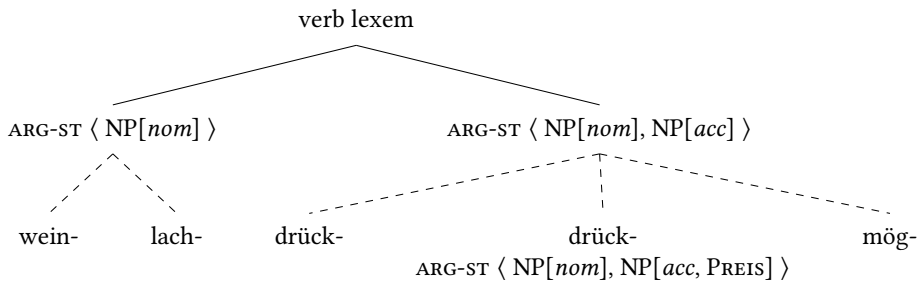 verb lexem
ARG-ST ⟨ NP[nom] ⟩ ARG-ST ⟨ NP[nom], NP[acc] ⟩
wein- lach- drück- drück- mög-
ARG-ST ⟨ NP[nom], NP[acc, PREIS] ⟩